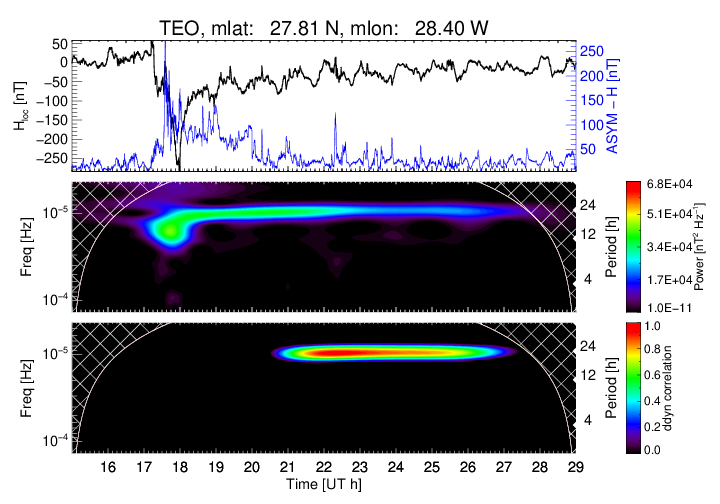 TEO, mlat: 27.81 N, mlon: 28.40 W
50
0
−50
−100
−150
−200
−250
H_loc [nT]
250
200
150
100
50
ASYM − H [nT]
10⁻⁵
10⁻⁴
Freq [Hz]
24
12
4
Period [h]
6.8E+04
5.1E+04
3.4E+04
1.7E+04
1.0E−11
Power [nT² Hz⁻¹]
10⁻⁵
10⁻⁴
Freq [Hz]
24
12
4
Period [h]
1.0
0.8
0.6
0.4
0.2
0.0
ddyn correlation
16 17 18 19 20 21 22 23 24 25 26 27 28 29
Time [UT h]